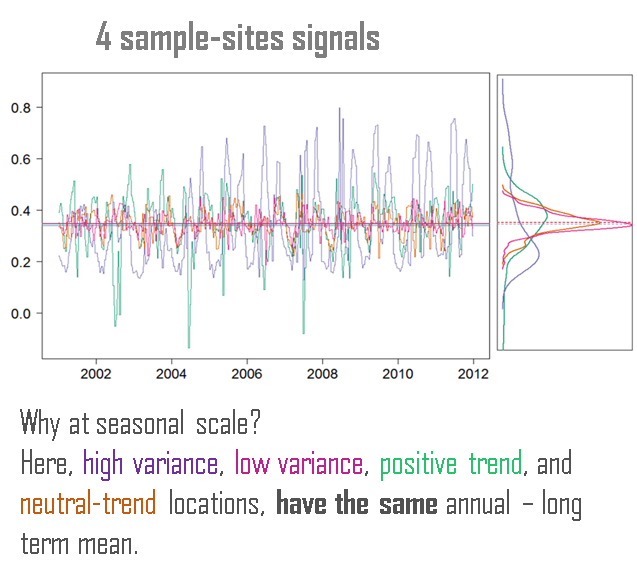 4 sample-sites signals
0.8
0.6
0.4
0.2
0.0
2002 2004 2006 2008 2010 2012
Why at seasonal scale?
Here, high variance, low variance, positive trend, and
neutral-trend locations, have the same annual – long
term mean.